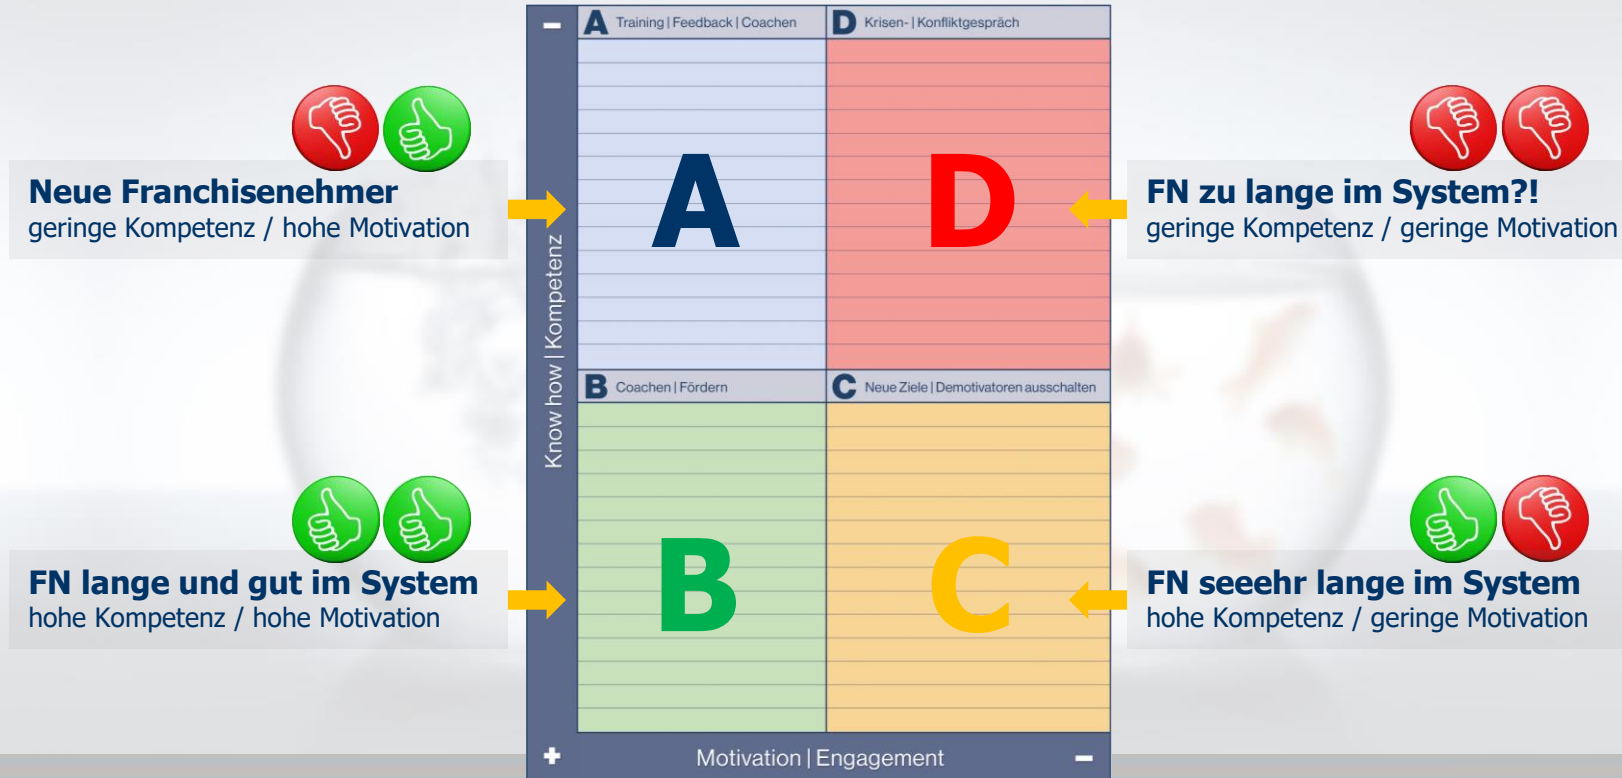 A Training | Feedback | Coachen
D Krisen- | Konfliktgespräch
Neue Franchisenehmer
geringe Kompetenz / hohe Motivation
A
D
FN zu lange im System?!
geringe Kompetenz / geringe Motivation
Know how | Kompetenz
B Coachen | Fördern
C Neue Ziele | Demotivatoren ausschalten
FN lange und gut im System
hohe Kompetenz / hohe Motivation
B
C
FN seeehr lange im System
hohe Kompetenz / geringe Motivation
Motivation | Engagement